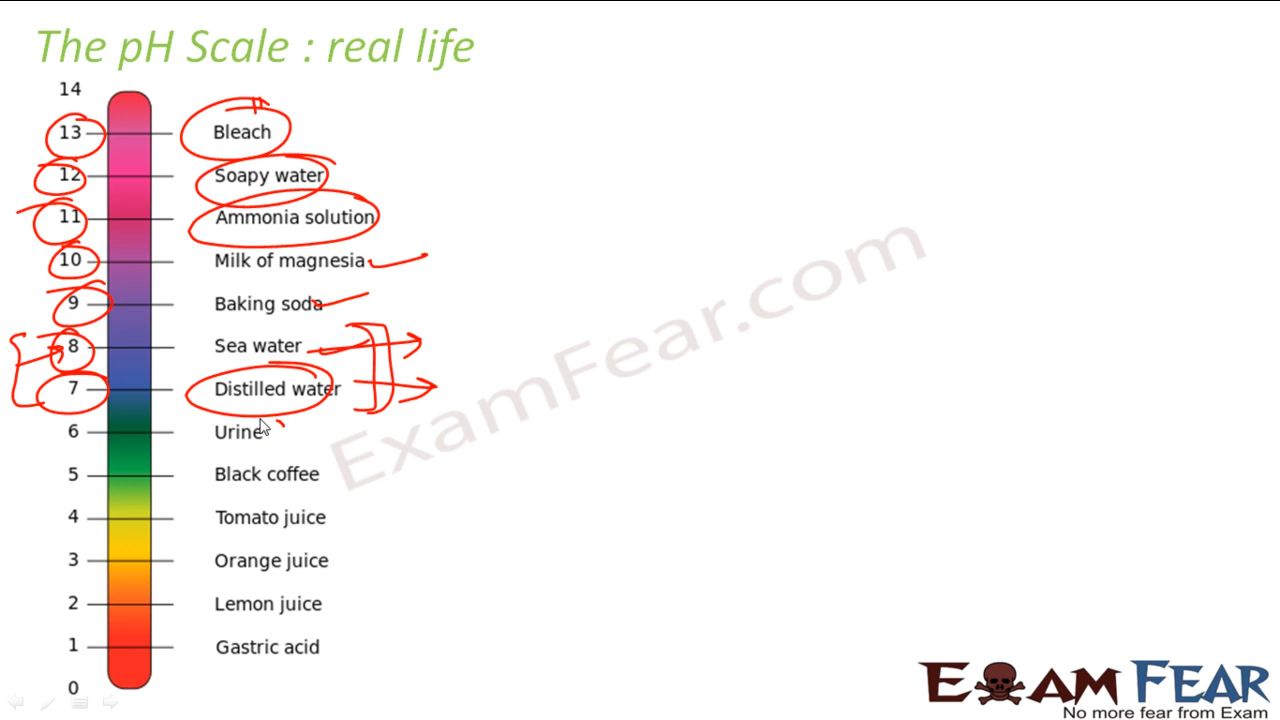 The pH Scale : real life
14
13 Bleach
12 Soapy water
11 Ammonia solution
10 Milk of magnesia
9 Baking soda
8 Sea water
7 Distilled water
6 Urine
5 Black coffee
4 Tomato juice
3 Orange juice
2 Lemon juice
1 Gastric acid
0
ExamFear.com
EXAM FEAR
No more fear from Exam